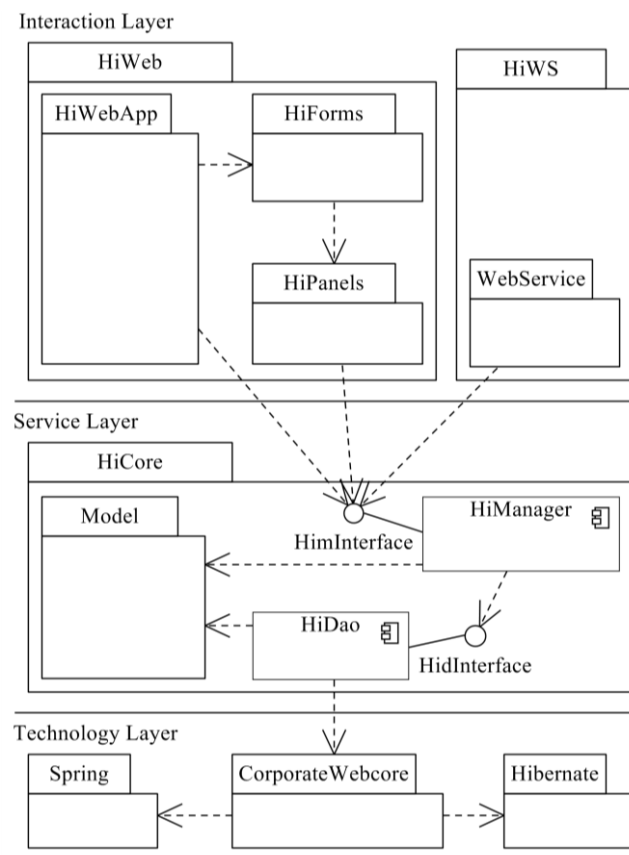 Interaction Layer
HiWeb
HiWS
HiWebApp
HiForms
HiPanels
WebService
Service Layer
HiCore
Model
HiManager
HimInterface
HiDao
HidInterface
Technology Layer
Spring
CorporateWebcore
Hibernate